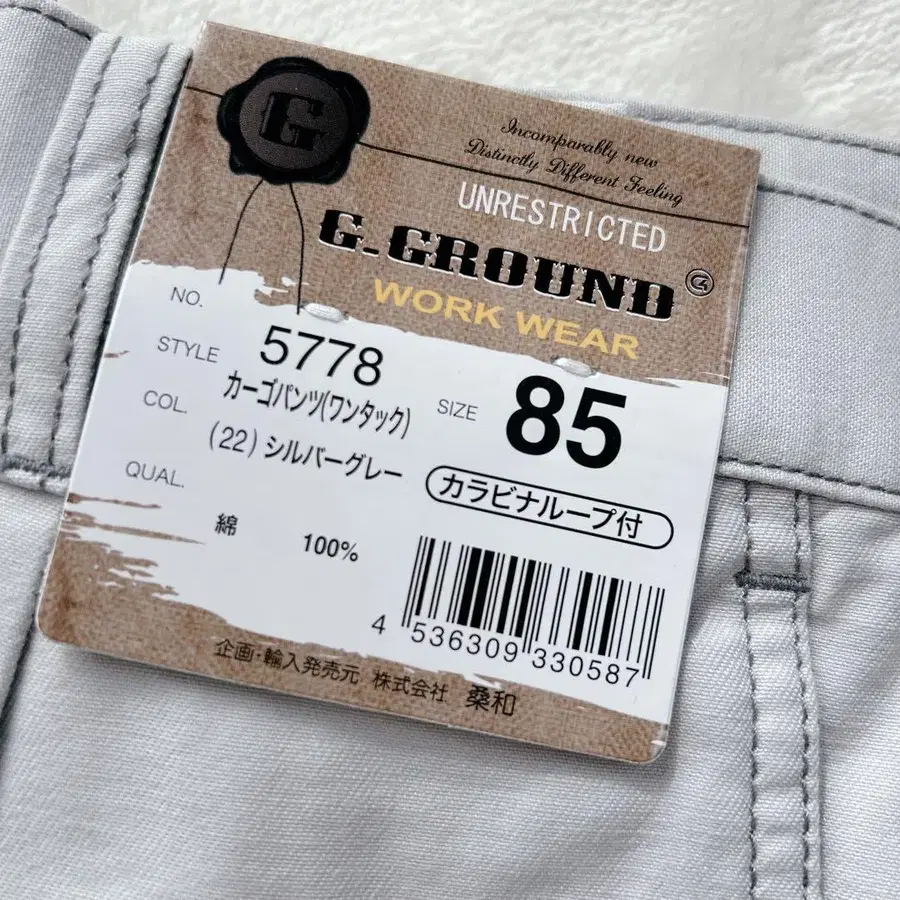 G
Incomparably new
Distinctly Different Feeling
UNRESTRICTED
G.GROUND
WORK WEAR
NO. 5778
STYLE カーゴパンツ(ワンタック)
COL. (22) シルバーグレー
QUAL.
綿 100%
SIZE 85
カラビナループ付
4 536309 330587
企画・輸入発売元 株式会社 桑和